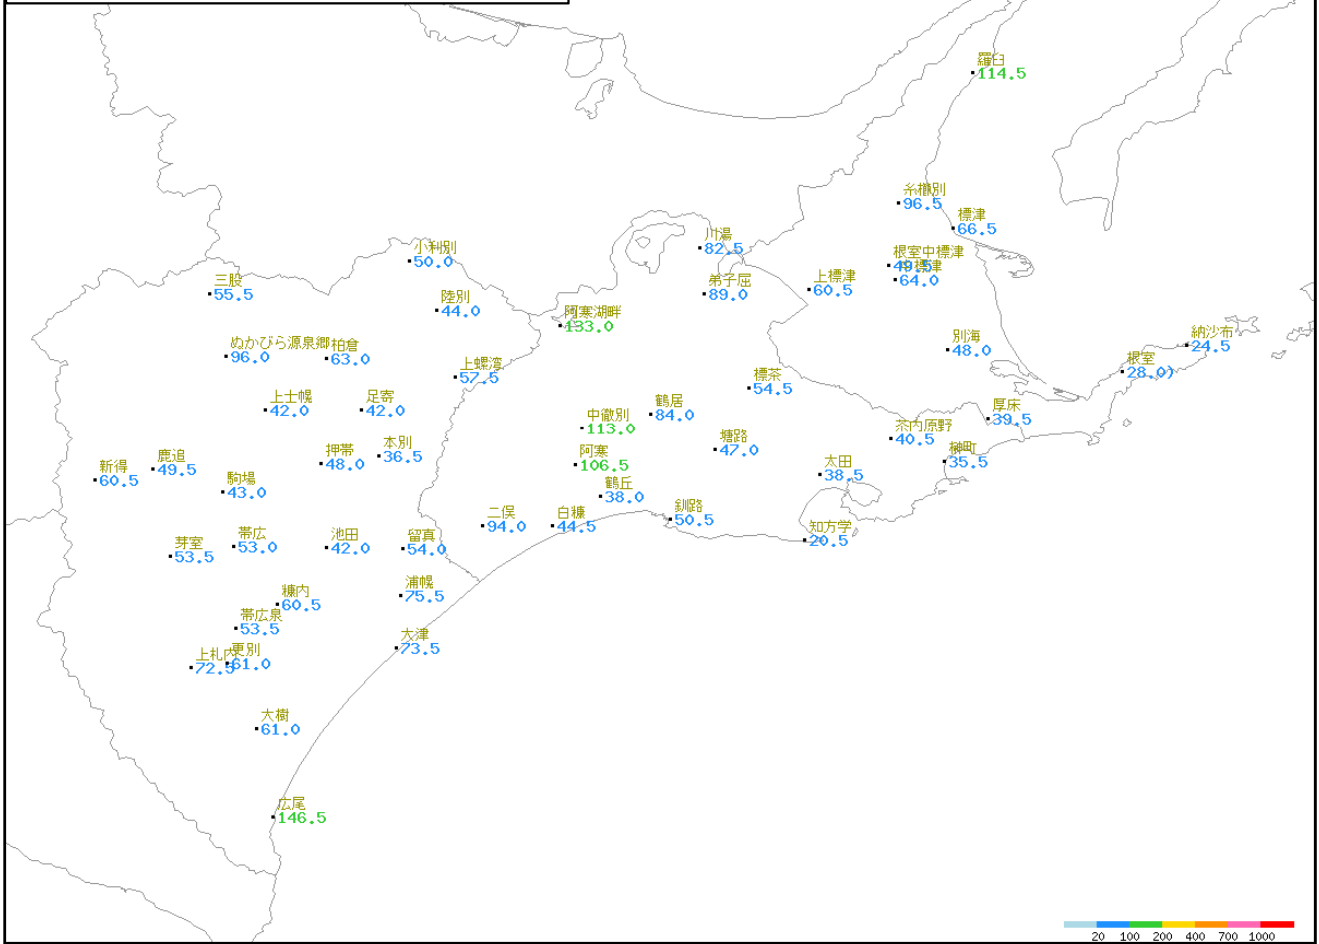 羅臼
114.5
糸櫛別
96.5
標津
66.5
川湯
82.5
小利別
50.0
根室中標津
中標津
64.0
三股
55.5
弟子屈
89.0
上標津
60.5
陸別
44.0
阿寒湖畔
133.0
納沙布
24.5
ぬかびら源泉郷
96.0
柏倉
63.0
別海
48.0
根室
28.0)
上螺湾
57.5
標茶
54.5
上士幌
42.0
足寄
42.0
鶴居
84.0
厚床
39.5
中徹別
113.0
茶内原野
40.5
塘路
47.0
本別
36.5
押帯
48.0
鹿追
49.5
新得
60.5
阿寒
106.5
榊町
35.5
太田
38.5
駒場
43.0
鶴丘
38.0
釧路
50.5
二俣
94.0
白糠
44.5
知方学
20.5
芽室
53.5
帯広
53.0
池田
42.0
留真
54.0
浦幌
75.5
糠内
60.5
帯広泉
53.5
大津
73.5
上札内
72.5
更別
61.0
大樹
61.0
広尾
146.5
20 100 200 400 700 1000